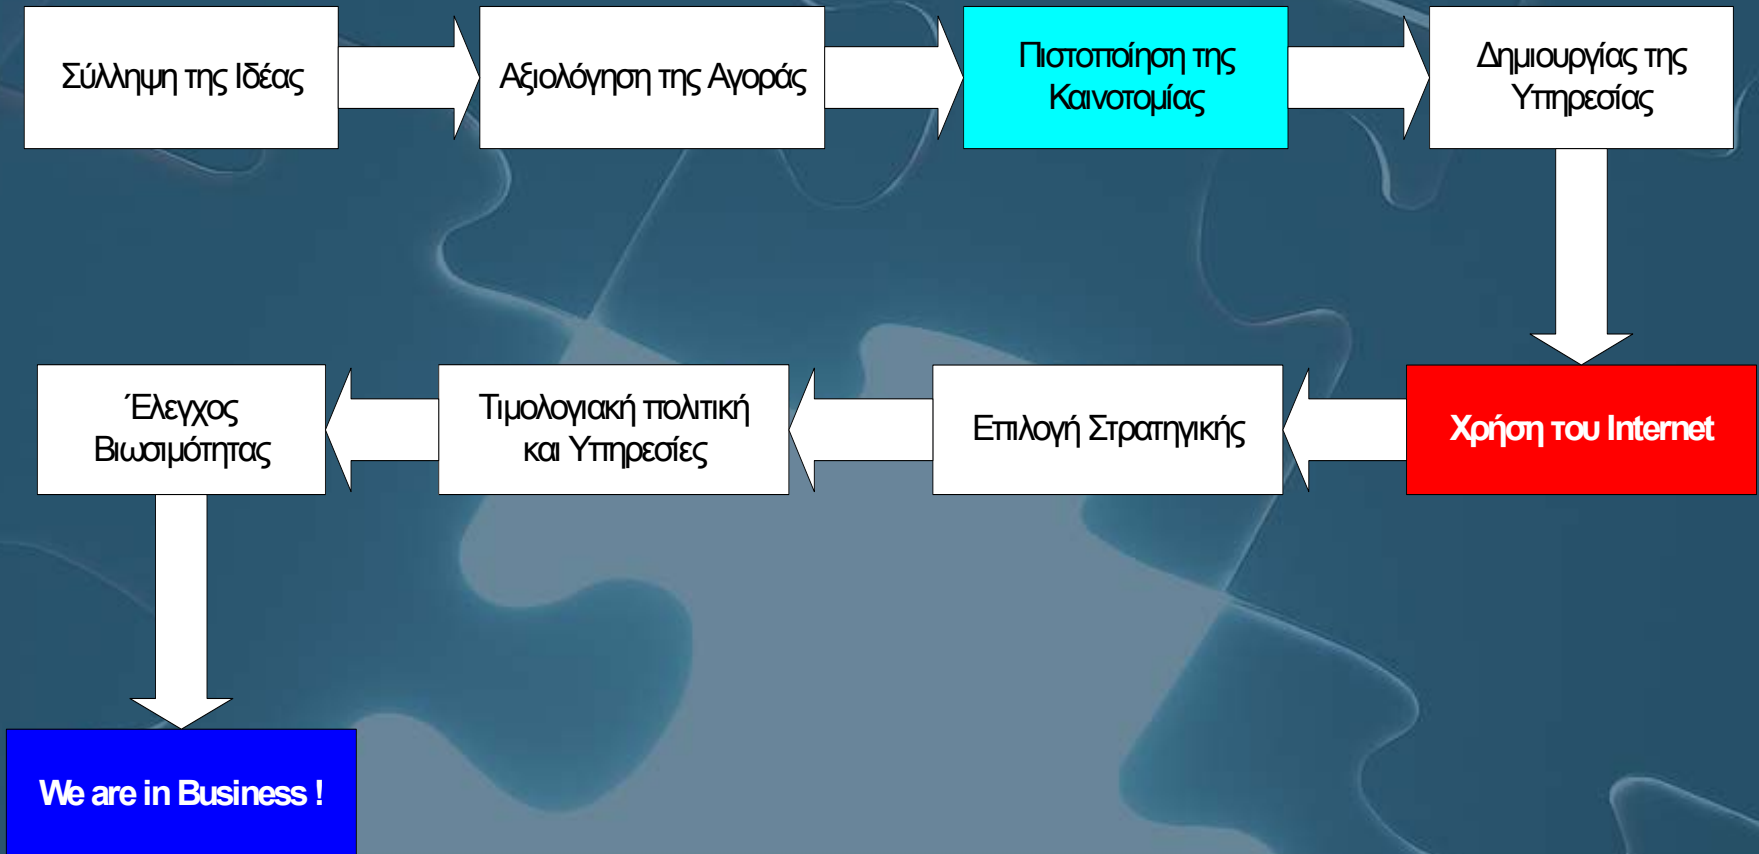 Σύλληψη της Ιδέας
Αξιολόγηση της Αγοράς
Πιστοποίηση της
Καινοτομίας
Δημιουργίας της
Υπηρεσίας
Χρήση του Internet
Επιλογή Στρατηγικής
Τιμολογιακή πολιτική
και Υπηρεσίες
Έλεγχος
Βιωσιμότητας
We are in Business !